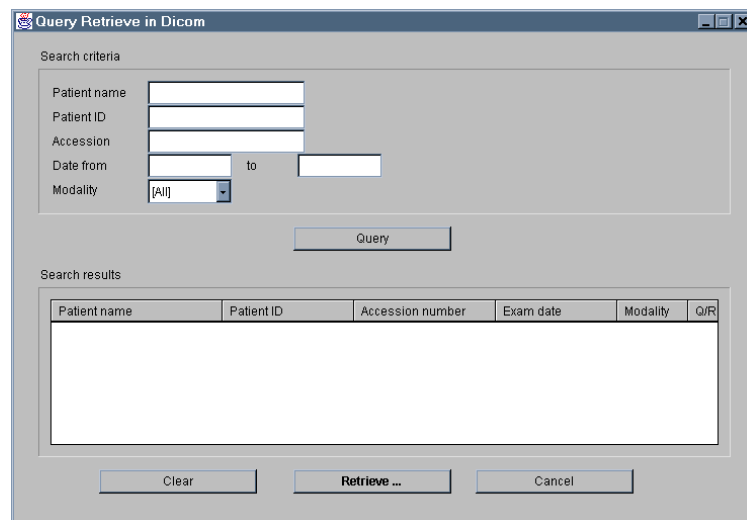 Query Retrieve in Dicom
Search criteria
Patient name
Patient ID
Accession
Date from to
Modality [All]
Query
Search results
Patient name Patient ID Accession number Exam date Modality Q/R
Clear Retrieve ... Cancel